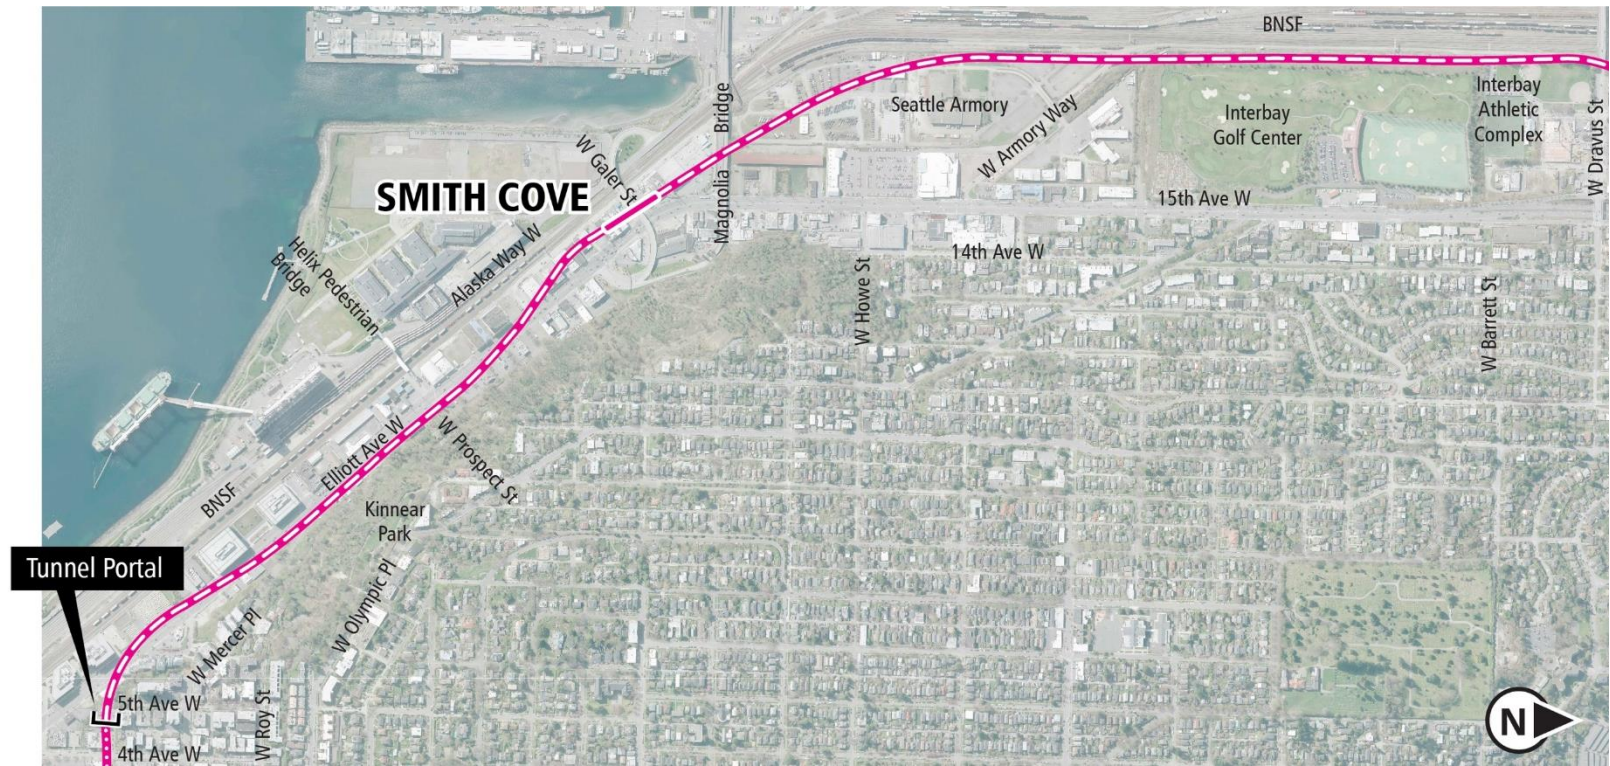 BNSF
Interbay
Athletic
Complex
Seattle Armory
Interbay
Golf Center
W Armory Way
Magnolia Bridge
W Dravus St
W Galer St
SMITH COVE
15th Ave W
14th Ave W
Helix Pedestrian
Bridge
Alaska Way W
W Howe St
W Barrett St
Elliott Ave W
W Prospect St
BNSF
Kinnear
Park
Tunnel Portal
W Olympic Pl
W Mercer Pl
5th Ave W
W Roy St
4th Ave W
N